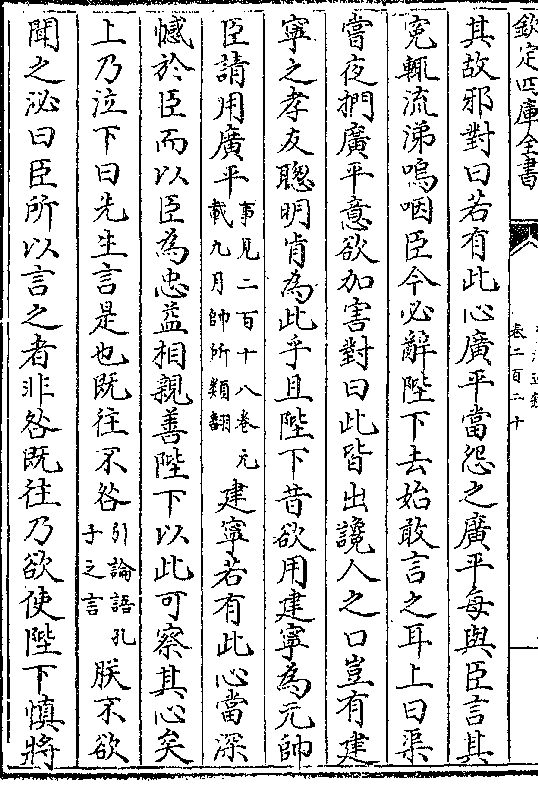 欽定四庫全書
卷二百二十
其故邪對曰若有此心廣平當怨之廣平每與臣言其
寃輒流涕嗚咽臣今必辭陛下去始敢言之耳上曰渠
嘗夜捫廣平意欲加害對曰此皆出讒人之口豈有建
寧之孝友聰明肯為此乎且陛下昔欲用建寧為元帥
臣請用廣平事見二百十八卷元載九月帥所類翻建寧若有此心當深
憾於臣而以臣為忠益相親善陛下以此可察其心矣
上乃泣下曰先生言是也既往不咎引論語孔子之言朕不欲
聞之泌曰臣所以言之者非咎既往乃欲使陛下慎將